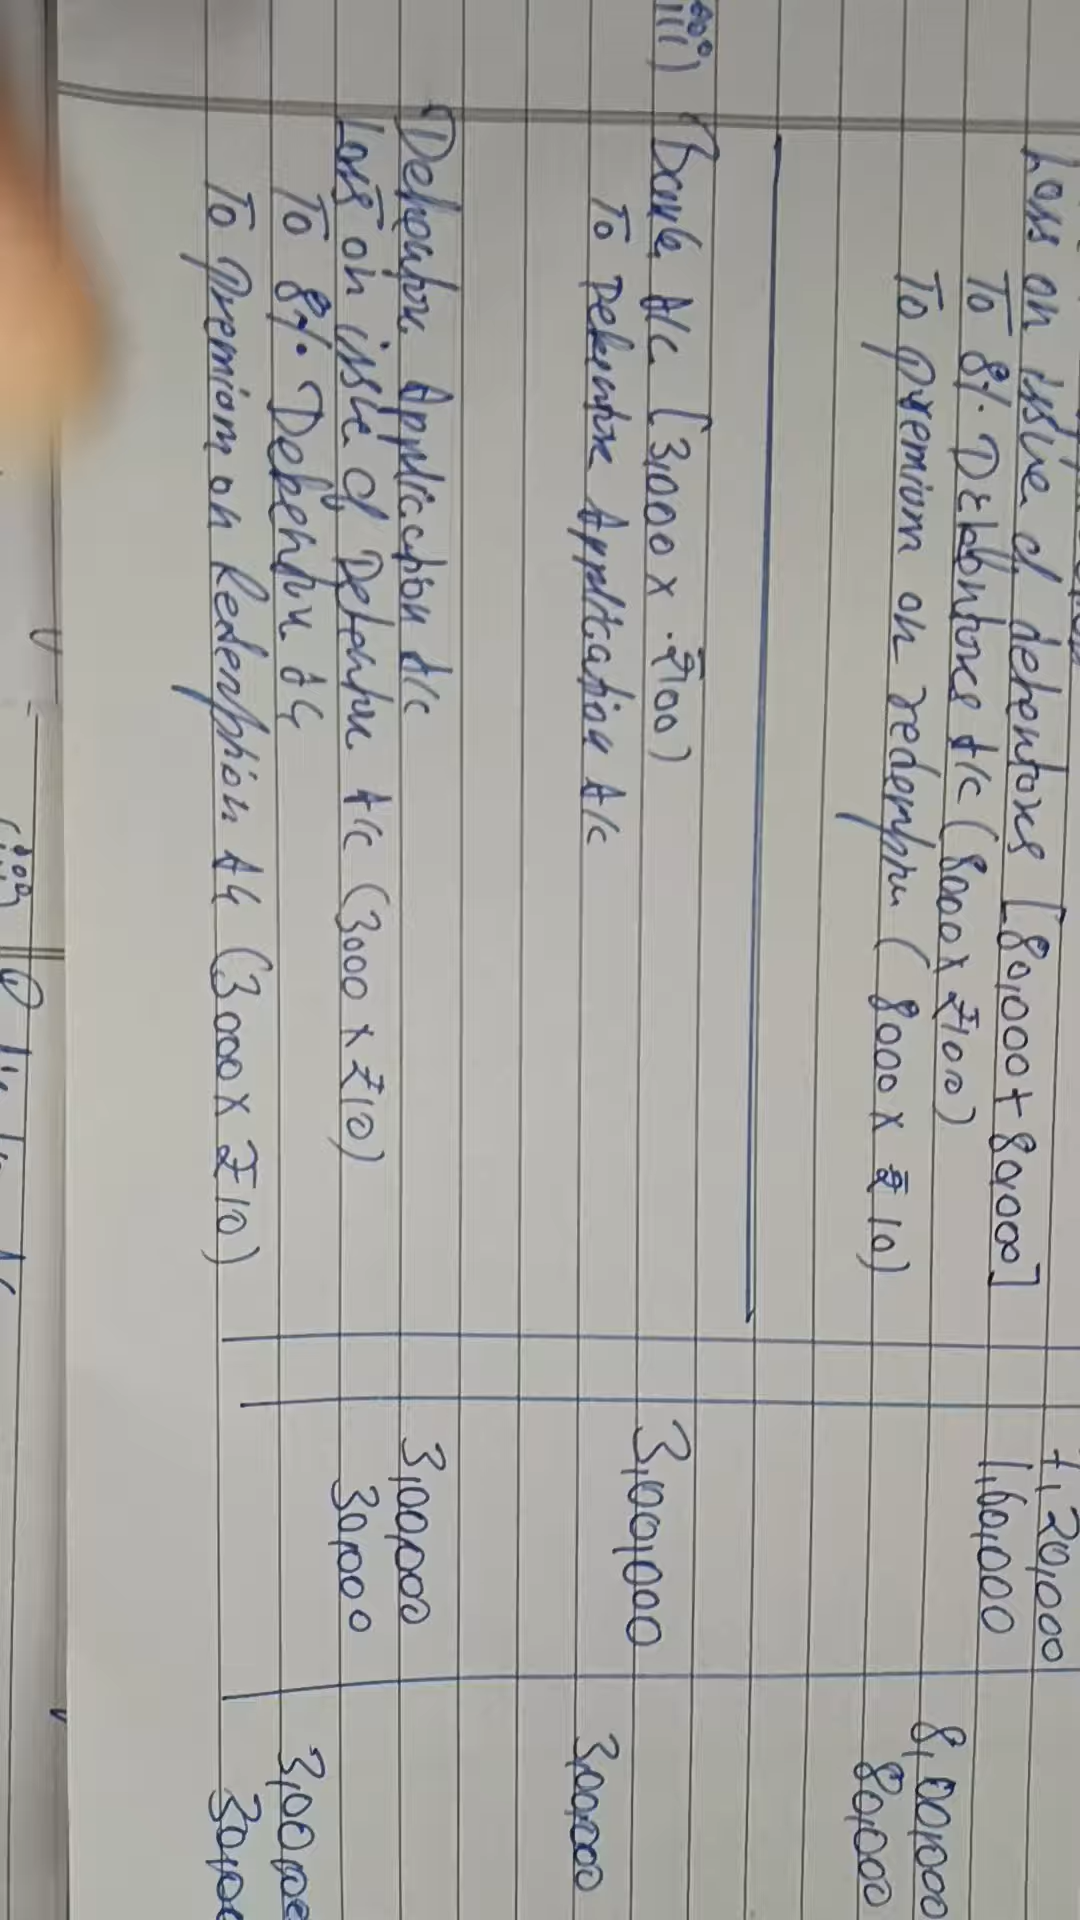 7,20,000
Loss on issue of debentures [80,000 + 80,000] 1,60,000
To 8%. Debentures A/c (8000 x ₹100) 8,00,000
To premium on redemption (8000 x ₹10) 80,000
iii) Bank A/c [3,000 x ₹100) 3,00,000
To Debenture Application A/c 3,00,000
Debenture Application A/c 3,00,000
Loss on issue of Debenture A/c (3000 x ₹10) 30,000
To 8%. Debenture A/c 3,00,00
To Premium on Redemption A/c (3000 x ₹10) 30,00